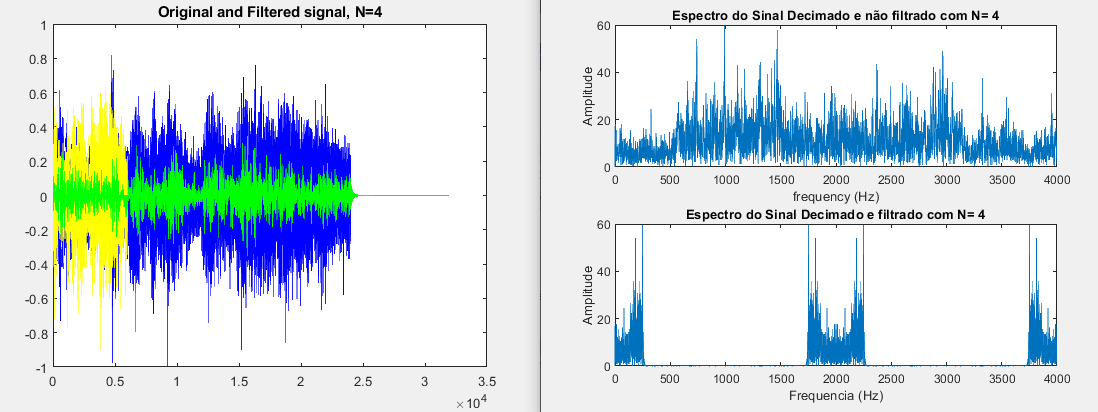 Original and Filtered signal, N=4
1
0.8
0.6
0.4
0.2
0
-0.2
-0.4
-0.6
-0.8
-1
0 0.5 1 1.5 2 2.5 3 3.5
×10^4
Espectro do Sinal Decimado e não filtrado com N= 4
60
40
20
0
Amplitude
0 500 1000 1500 2000 2500 3000 3500 4000
frequency (Hz)
Espectro do Sinal Decimado e filtrado com N= 4
60
40
20
0
Amplitude
0 500 1000 1500 2000 2500 3000 3500 4000
Frequencia (Hz)